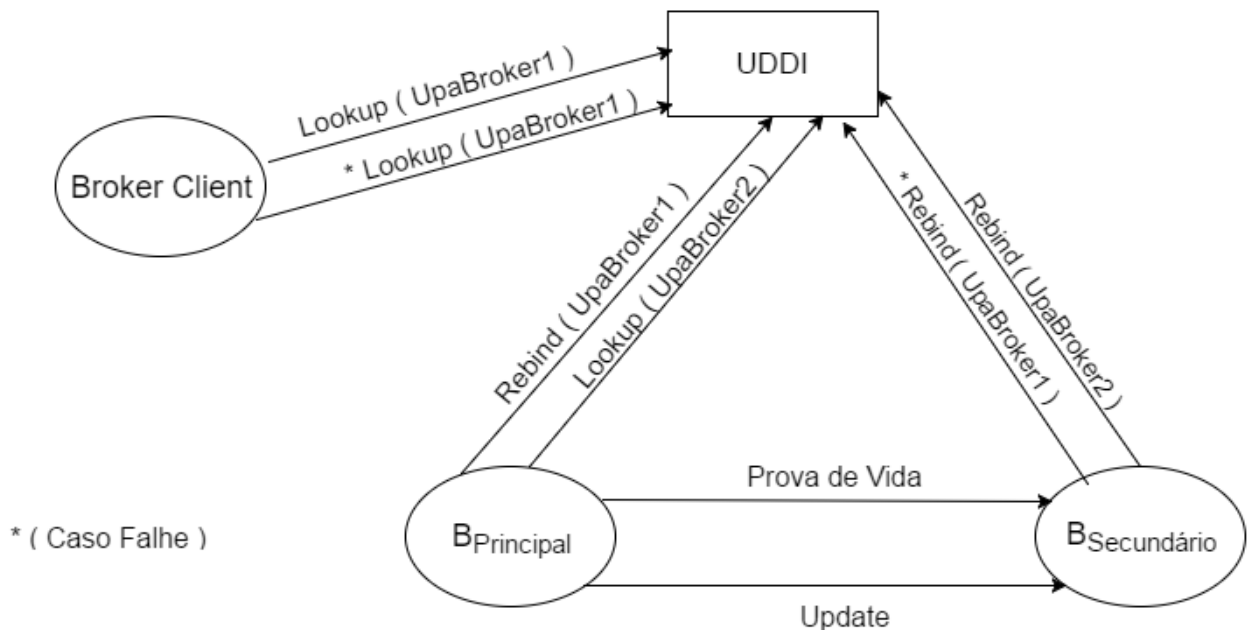 UDDI
Lookup ( UpaBroker1 )
* Lookup ( UpaBroker1 )
Broker Client
Rebind ( UpaBroker1 )
Lookup ( UpaBroker2 )
* Rebind( UpaBroker1 )
Rebind( UpaBroker2 )
Prova de Vida
* ( Caso Falhe )
BPrincipal
BSecundário
Update